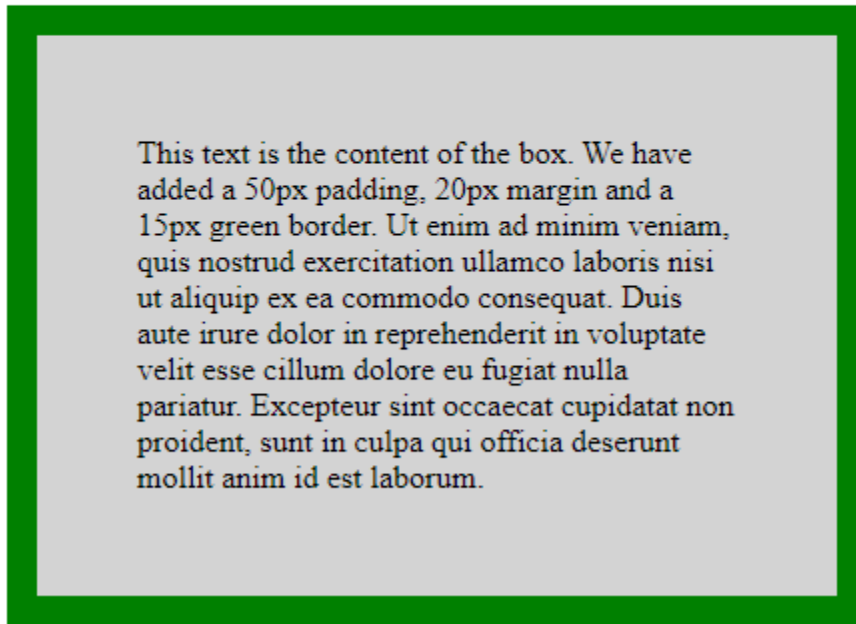 This text is the content of the box. We have
added a 50px padding, 20px margin and a
15px green border. Ut enim ad minim veniam,
quis nostrud exercitation ullamco laboris nisi
ut aliquip ex ea commodo consequat. Duis
aute irure dolor in reprehenderit in voluptate
velit esse cillum dolore eu fugiat nulla
pariatur. Excepteur sint occaecat cupidatat non
proident, sunt in culpa qui officia deserunt
mollit anim id est laborum.